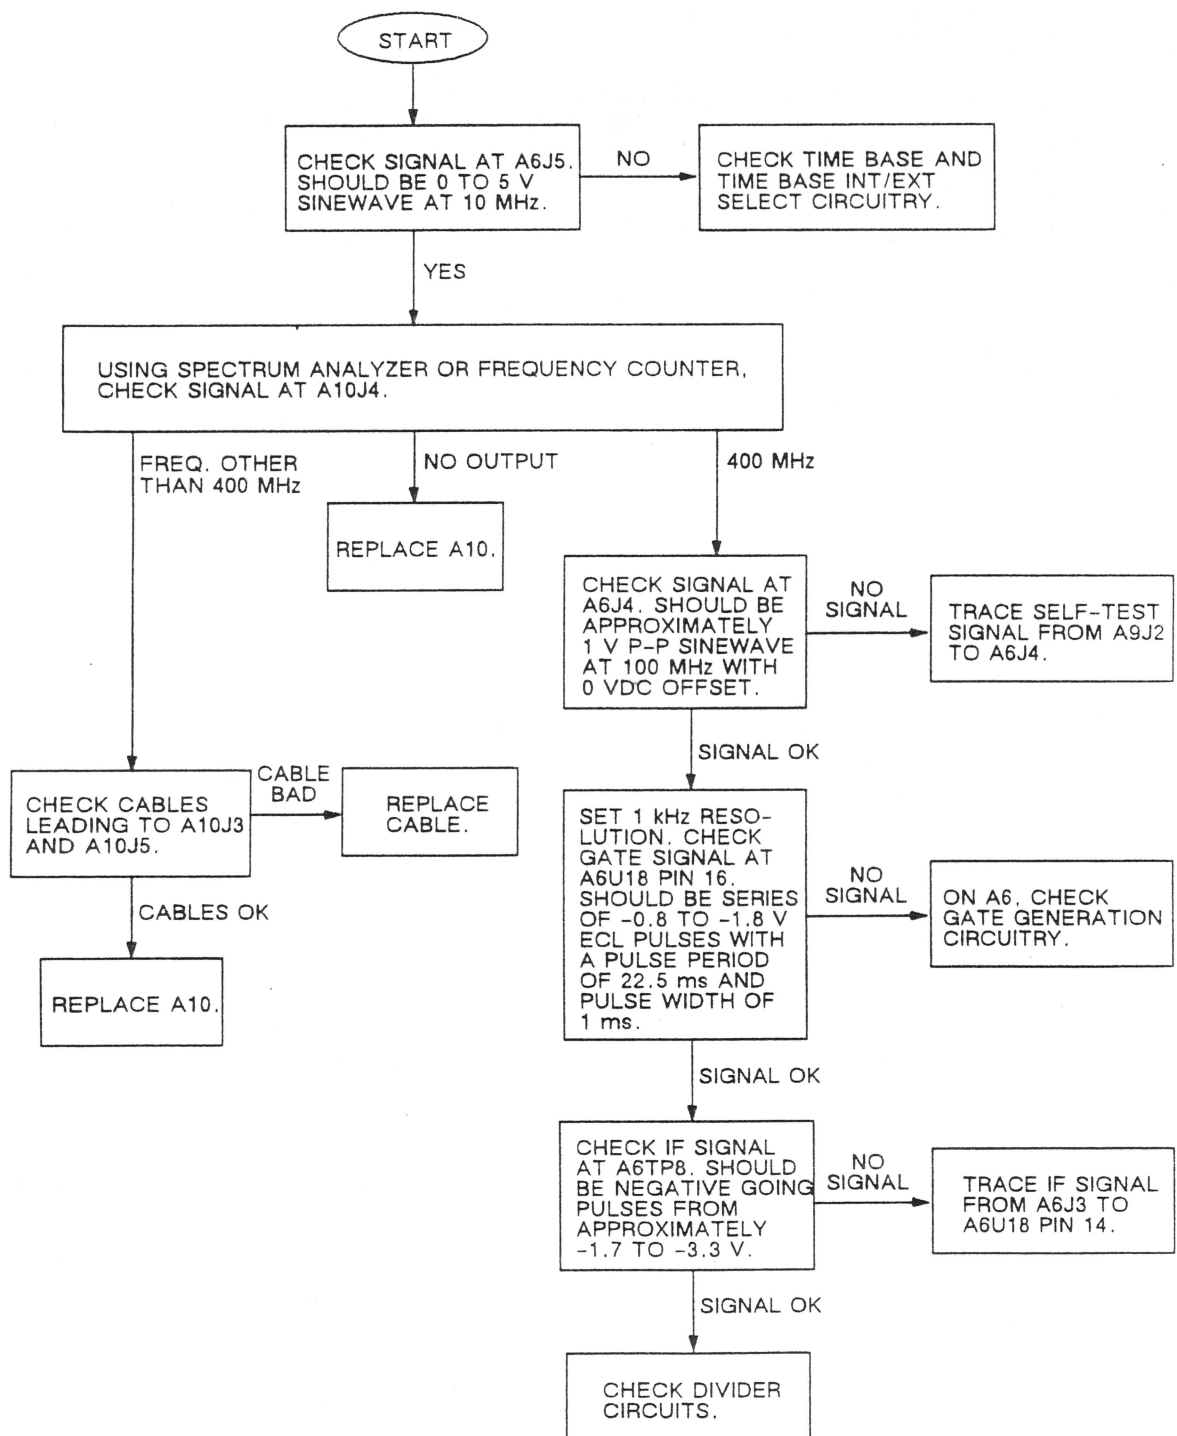 START
CHECK SIGNAL AT A6J5.
SHOULD BE 0 TO 5 V
SINEWAVE AT 10 MHz.
NO
CHECK TIME BASE AND
TIME BASE INT/EXT
SELECT CIRCUITRY.
YES
USING SPECTRUM ANALYZER OR FREQUENCY COUNTER,
CHECK SIGNAL AT A10J4.
FREQ. OTHER
THAN 400 MHz
NO OUTPUT
400 MHz
REPLACE A10.
CHECK SIGNAL AT
A6J4. SHOULD BE
APPROXIMATELY
1 V P-P SINEWAVE
AT 100 MHz WITH
0 VDC OFFSET.
NO
SIGNAL
TRACE SELF-TEST
SIGNAL FROM A9J2
TO A6J4.
SIGNAL OK
CHECK CABLES
LEADING TO A10J3
AND A10J5.
CABLE
BAD
REPLACE
CABLE.
CABLES OK
REPLACE A10.
SET 1 kHz RESO-
LUTION. CHECK
GATE SIGNAL AT
A6U18 PIN 16.
SHOULD BE SERIES
OF -0.8 TO -1.8 V
ECL PULSES WITH
A PULSE PERIOD
OF 22.5 ms AND
PULSE WIDTH OF
1 ms.
NO
SIGNAL
ON A6, CHECK
GATE GENERATION
CIRCUITRY.
SIGNAL OK
CHECK IF SIGNAL
AT A6TP8. SHOULD
BE NEGATIVE GOING
PULSES FROM
APPROXIMATELY
-1.7 TO -3.3 V.
NO
SIGNAL
TRACE IF SIGNAL
FROM A6J3 TO
A6U18 PIN 14.
SIGNAL OK
CHECK DIVIDER
CIRCUITS.